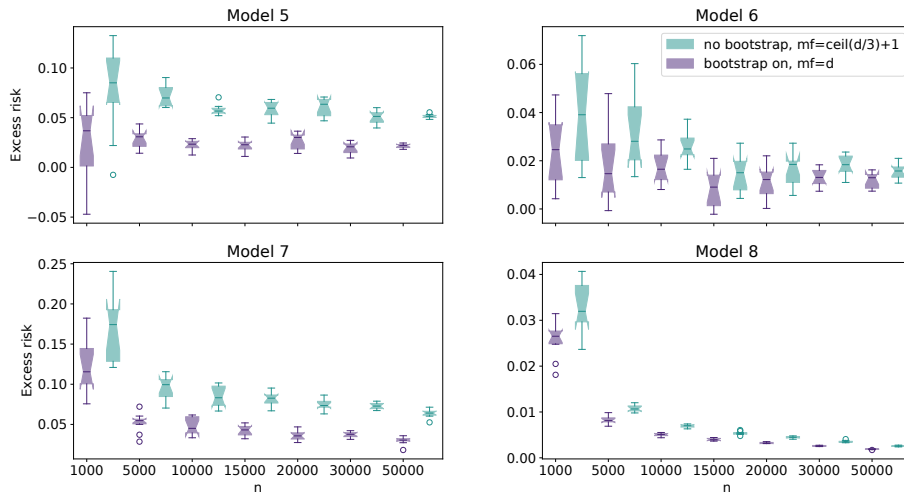 Model 5
Model 6
Excess risk
0.10
0.05
0.00
−0.05
0.06
0.04
0.02
0.00
no bootstrap, mf=ceil(d/3)+1
bootstrap on, mf=d
Model 7
Model 8
Excess risk
0.25
0.20
0.15
0.10
0.05
0.04
0.03
0.02
0.01
0.00
1000 5000 10000 15000 20000 30000 50000
1000 5000 10000 15000 20000 30000 50000
n
n